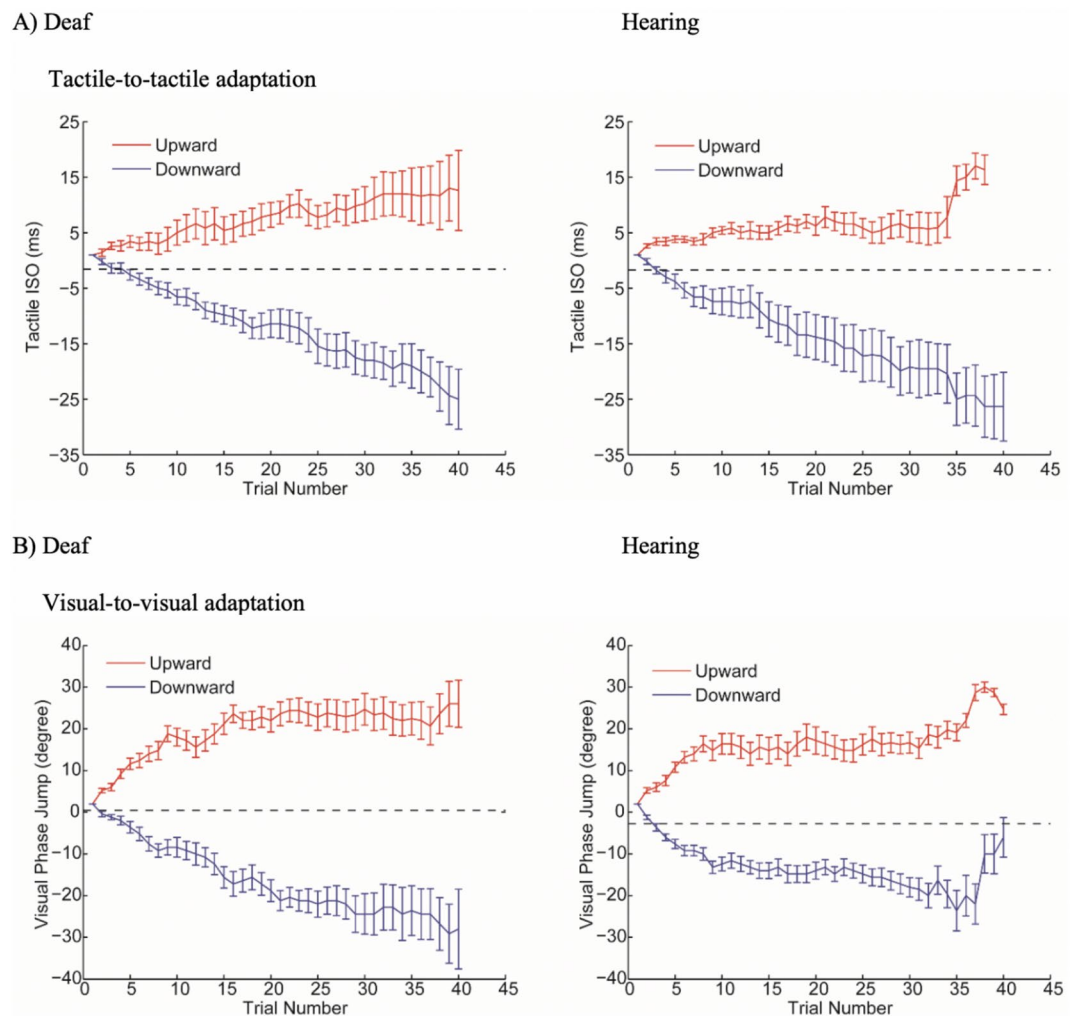 A) Deaf
Hearing
Tactile-to-tactile adaptation
25
15
5
−5
−15
−25
−35
Tactile ISO (ms)
Upward
Downward
0 5 10 15 20 25 30 35 40 45
Trial Number
25
15
5
−5
−15
−25
−35
Tactile ISO (ms)
Upward
Downward
0 5 10 15 20 25 30 35 40 45
Trial Number
B) Deaf
Hearing
Visual-to-visual adaptation
40
30
20
10
0
−10
−20
−30
−40
Visual Phase Jump (degree)
Upward
Downward
0 5 10 15 20 25 30 35 40 45
Trial Number
40
30
20
10
0
−10
−20
−30
−40
Visual Phase Jump (degree)
Upward
Downward
0 5 10 15 20 25 30 35 40 45
Trial Number